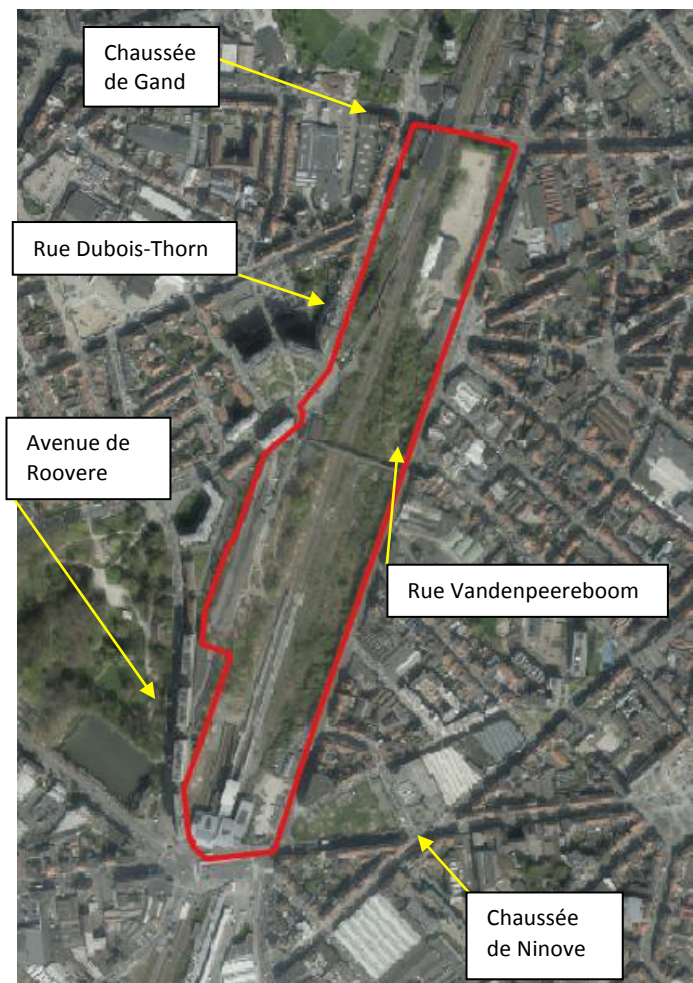 Chaussée
de Gand
Rue Dubois-Thorn
Avenue de
Roovere
Rue Vandenpeereboom
Chaussée
de Ninove